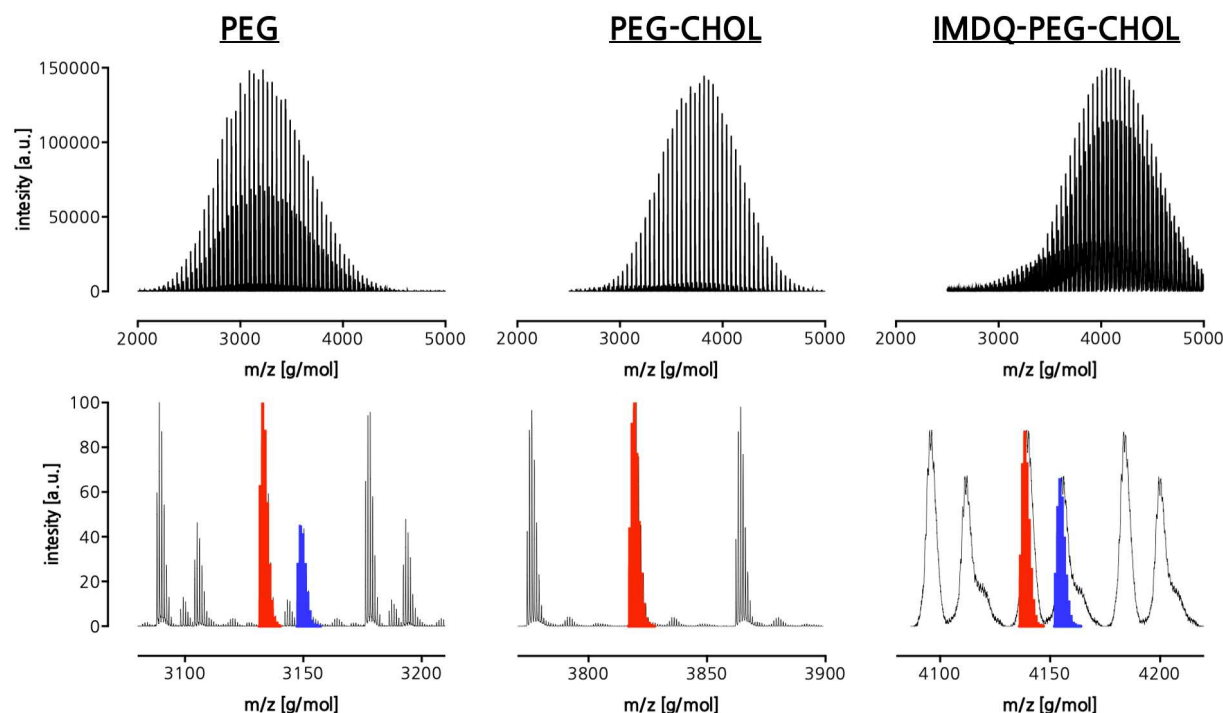 PEG PEG-CHOL IMDQ-PEG-CHOL
intesity [a.u.]
150000
100000
50000
0
2000 3000 4000 5000
m/z [g/mol]
2000 3000 4000 5000
m/z [g/mol]
2000 3000 4000 5000
m/z [g/mol]
intesity [a.u.]
100
80
60
40
20
0
3100 3150 3200
m/z [g/mol]
3800 3850 3900
m/z [g/mol]
4100 4150 4200
m/z [g/mol]